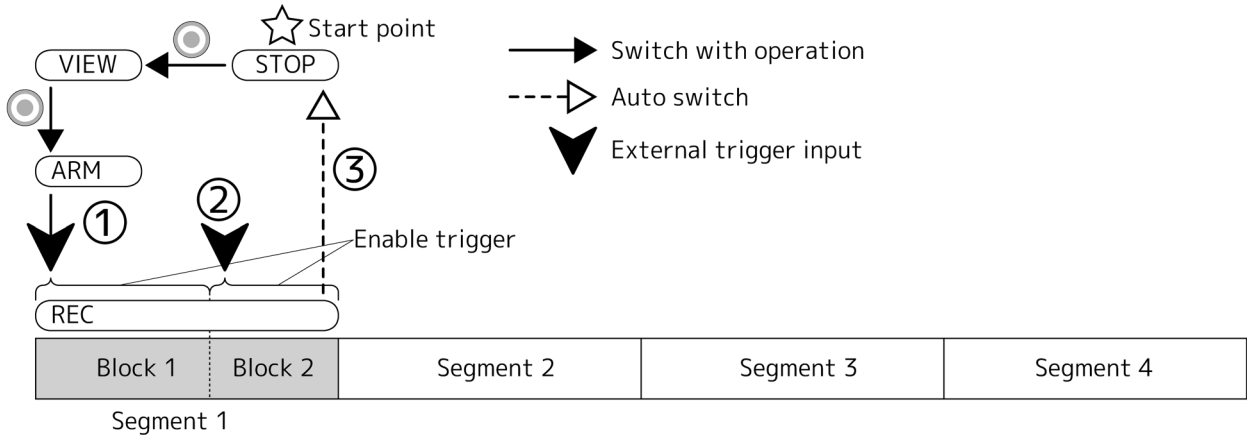 Start point
VIEW
STOP
Switch with operation
Auto switch
External trigger input
ARM
①
②
③
Enable trigger
REC
Block 1
Block 2
Segment 2
Segment 3
Segment 4
Segment 1